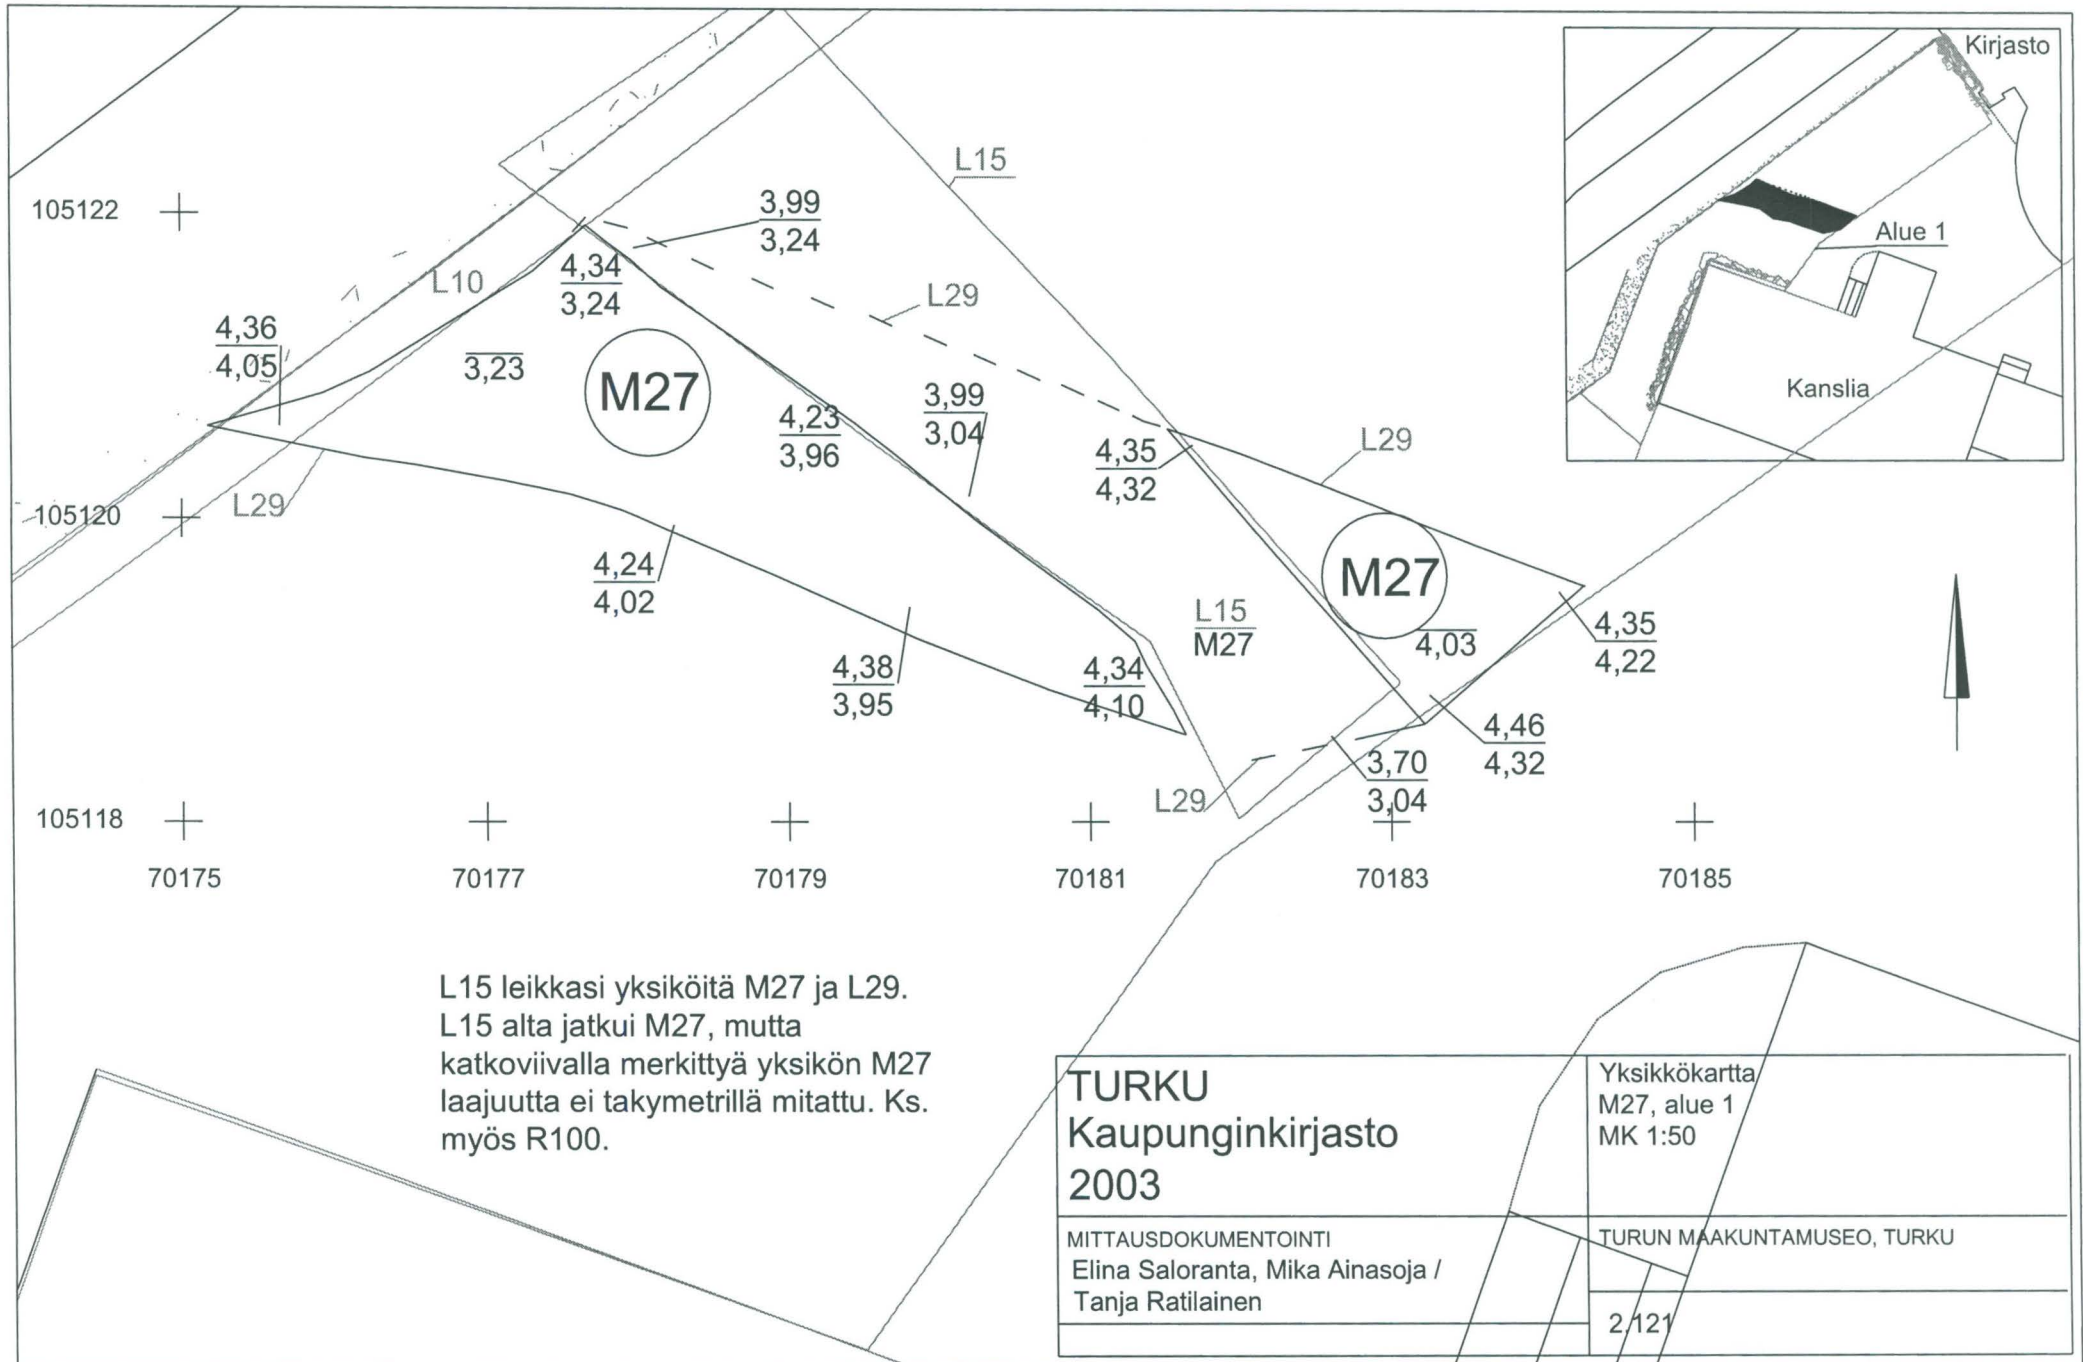 Kirjasto
Alue 1
Kanslia
L15
105122
3,99
3,24
L10
4,34
3,24
L29
4,36
4,05
3,23
M27
4,23
3,96
3,99
3,04
4,35
4,32
L29
105120
L29
4,24
4,02
M27
L15
M27
4,03
4,35
4,22
4,38
3,95
4,34
4,10
4,46
4,32
3,70
3,04
L29
105118
70175
70177
70179
70181
70183
70185
L15 leikkasi yksiköitä M27 ja L29.
L15 alta jatkui M27, mutta
katkoviivalla merkittyä yksikön M27
laajuutta ei takymetrillä mitattu. Ks.
myös R100.
TURKU
Kaupunginkirjasto
2003
Yksikkökartta
M27, alue 1
MK 1:50
MITTAUSDOKUMENTOINTI
Elina Saloranta, Mika Ainasoja /
Tanja Ratilainen
TURUN MAAKUNTAMUSEO, TURKU
2,121